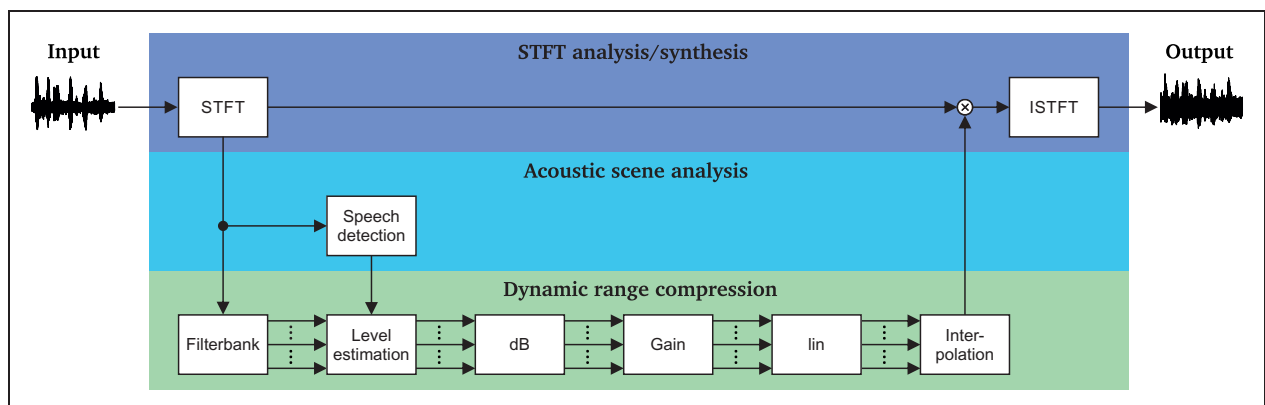 Input
STFT analysis/synthesis
Output
STFT
×
ISTFT
Acoustic scene analysis
Speech
detection
Dynamic range compression
Filterbank
Level
estimation
dB
Gain
lin
Inter-
polation